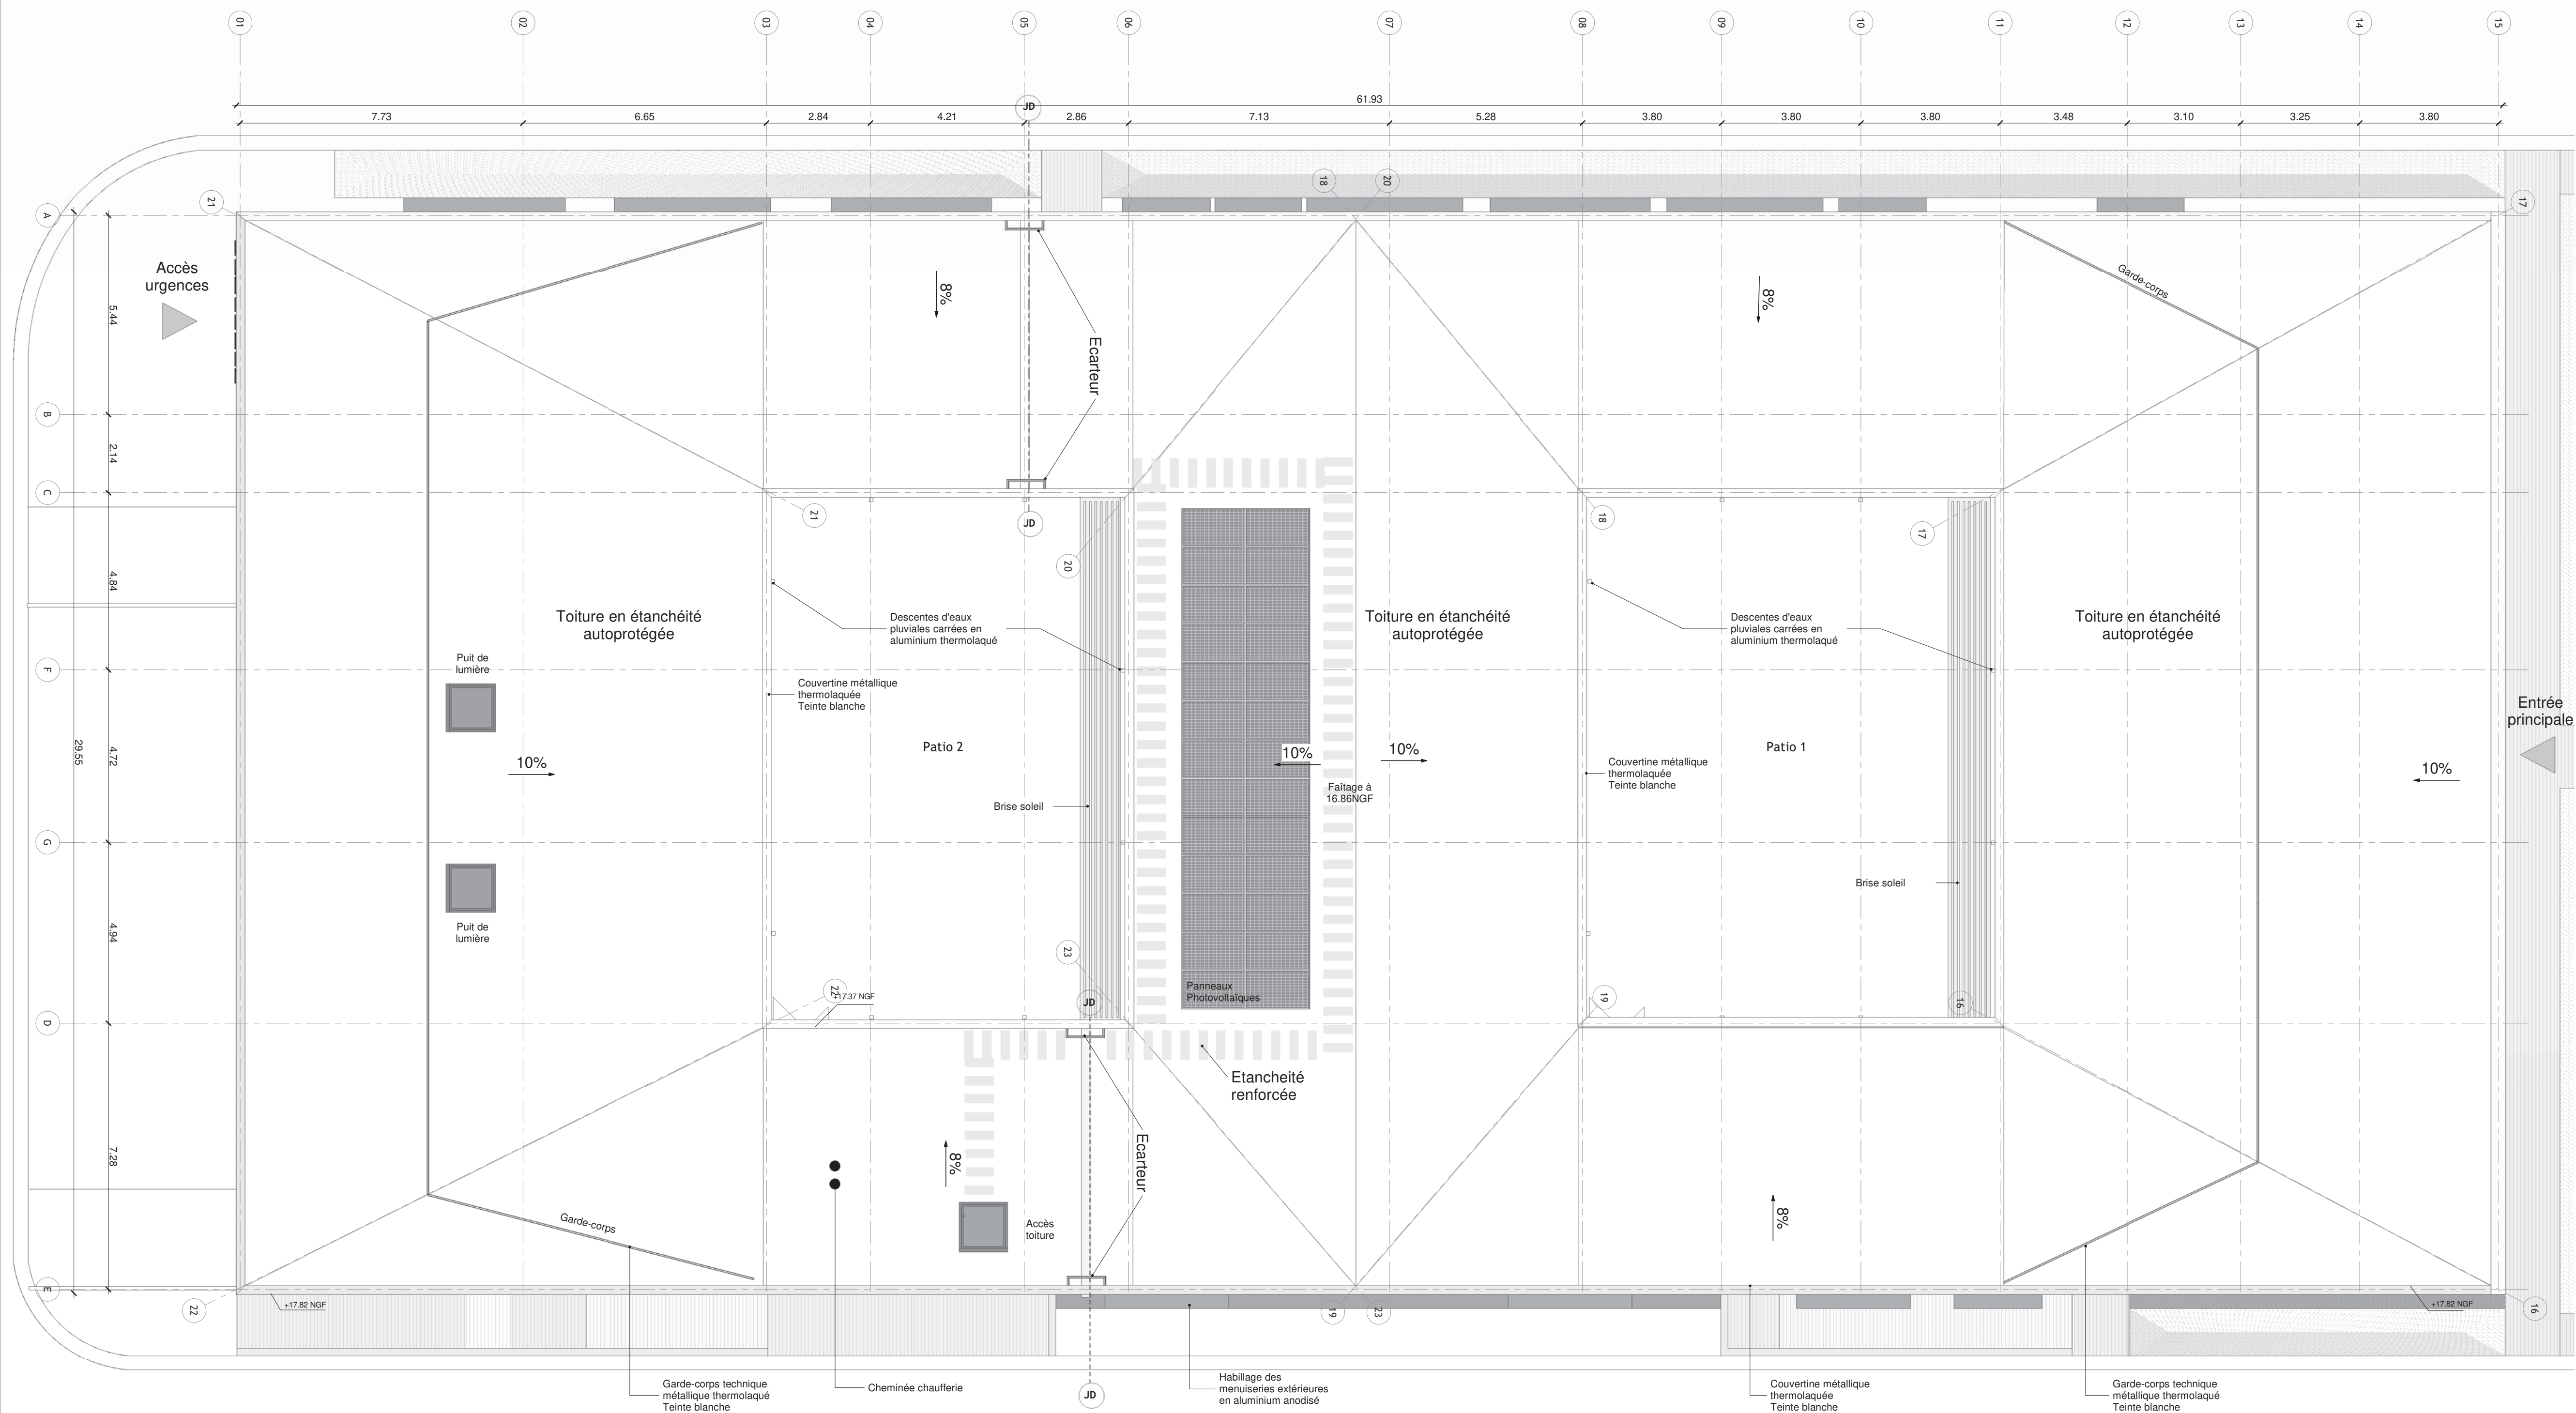 01
02
03
04
05
06
07
08
09
10
11
12
13
14
15
61.93
JD
7.73
6.65
2.84
4.21
2.86
7.13
5.28
3.80
3.80
3.80
3.48
3.10
3.25
3.80
18
20
21
17
A
Accès
urgences
5.44
8%
8%
Garde-corps
Ecarteur
B
2.14
C
21
JD
18
17
20
4.84
Toiture en étanchéité
autoprotégée
Descentes d'eaux
pluviales carrées en
aluminium thermolaqué
Toiture en étanchéité
autoprotégée
Descentes d'eaux
pluviales carrées en
aluminium thermolaqué
Toiture en étanchéité
autoprotégée
Puit de
lumière
F
Couvertine métallique
thermolaquée
Teinte blanche
Entrée
principale
29.55
4.72
10%
Patio 2
10%
10%
Patio 1
10%
Couvertine métallique
thermolaquée
Teinte blanche
Faîtage à
16.86NGF
Brise soleil
G
Brise soleil
Puit de
lumière
4.94
23
22
+17.37 NGF
JD
Panneaux
Photovoltaïques
19
16
D
Etancheité
renforcée
7.28
8%
Ecarteur
8%
Garde-corps
Accès
toiture
E
22
+17.82 NGF
19
23
+17.82 NGF
16
Garde-corps technique
métallique thermolaqué
Teinte blanche
Cheminée chaufferie
JD
Habillage des
menuiseries extérieures
en aluminium anodisé
Couvertine métallique
thermolaquée
Teinte blanche
Garde-corps technique
métallique thermolaqué
Teinte blanche